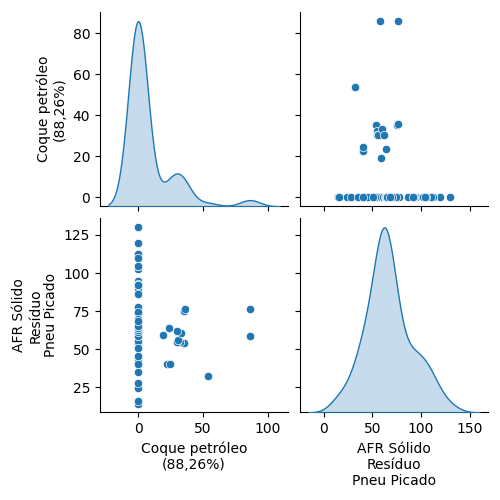 80
60
40
20
0
Coque petróleo
(88,26%)
125
100
75
50
25
AFR Sólido
Resíduo
Pneu Picado
0
50
100
Coque petróleo
(88,26%)
0
50
100
150
AFR Sólido
Resíduo
Pneu Picado